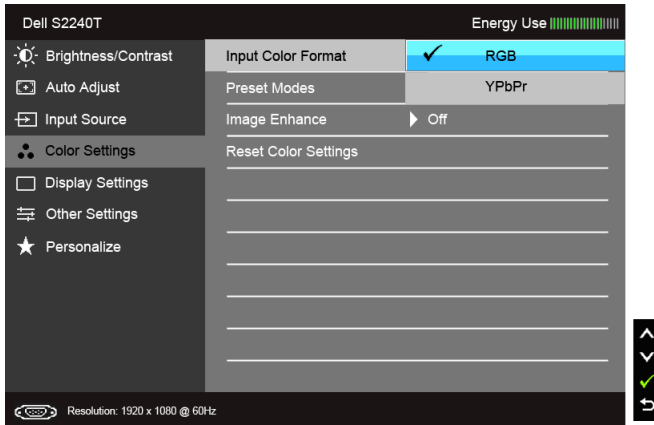 Dell S2240T
Energy Use
Brightness/Contrast
Input Color Format
RGB
Auto Adjust
Preset Modes
YPbPr
Input Source
Image Enhance
Off
Color Settings
Reset Color Settings
Display Settings
Other Settings
Personalize
Resolution: 1920 x 1080 @ 60Hz